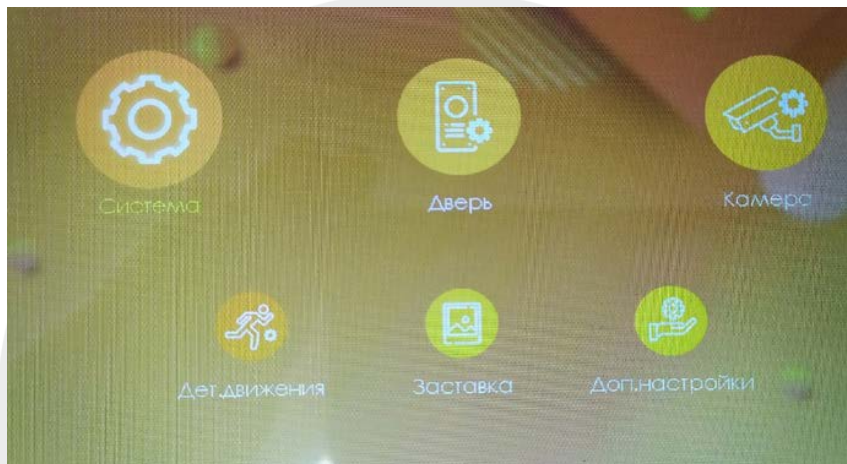 Система
Дверь
Камера
Дет.движения
Заставка
Доп.настройки